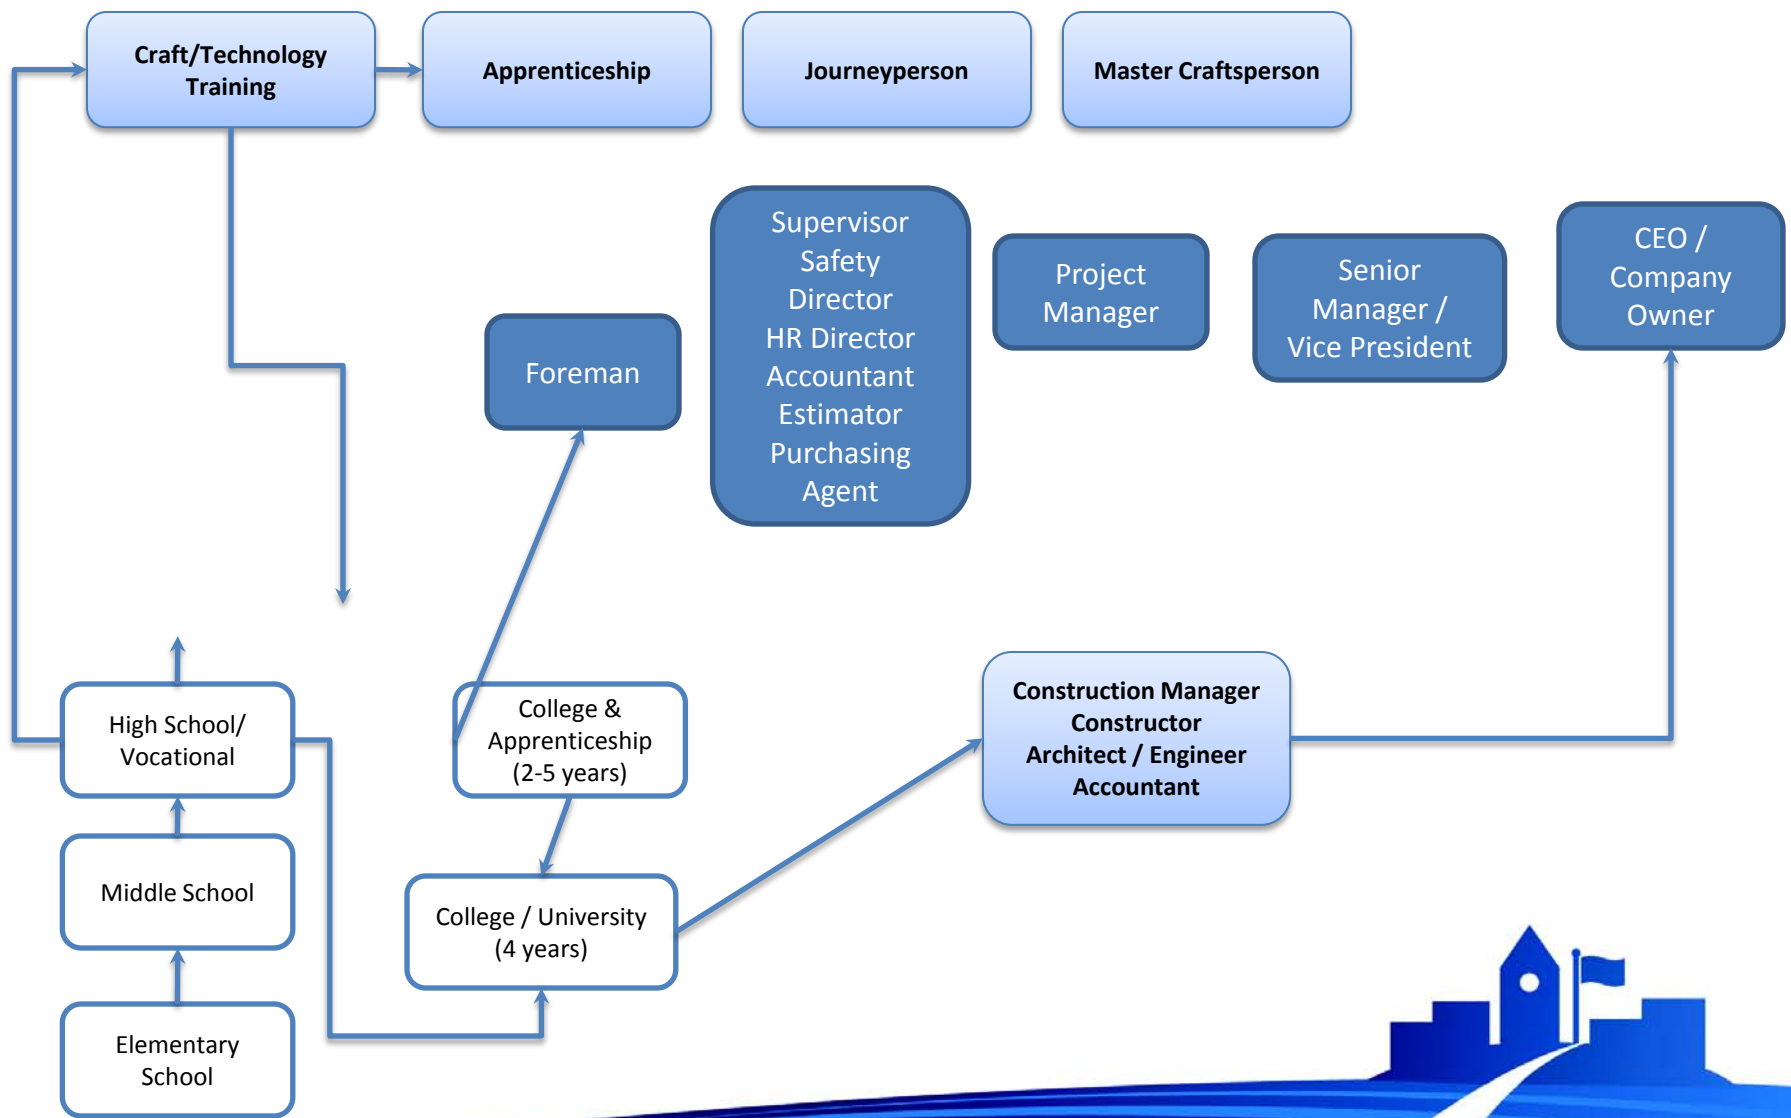 Craft/Technology
Training
Apprenticeship
Journeyperson
Master Craftsperson
Supervisor
Safety
Director
HR Director
Accountant
Estimator
Purchasing
Agent
Project
Manager
Senior
Manager /
Vice President
CEO /
Company
Owner
Foreman
High School/
Vocational
College &
Apprenticeship
(2-5 years)
Construction Manager
Constructor
Architect / Engineer
Accountant
Middle School
College / University
(4 years)
Elementary
School